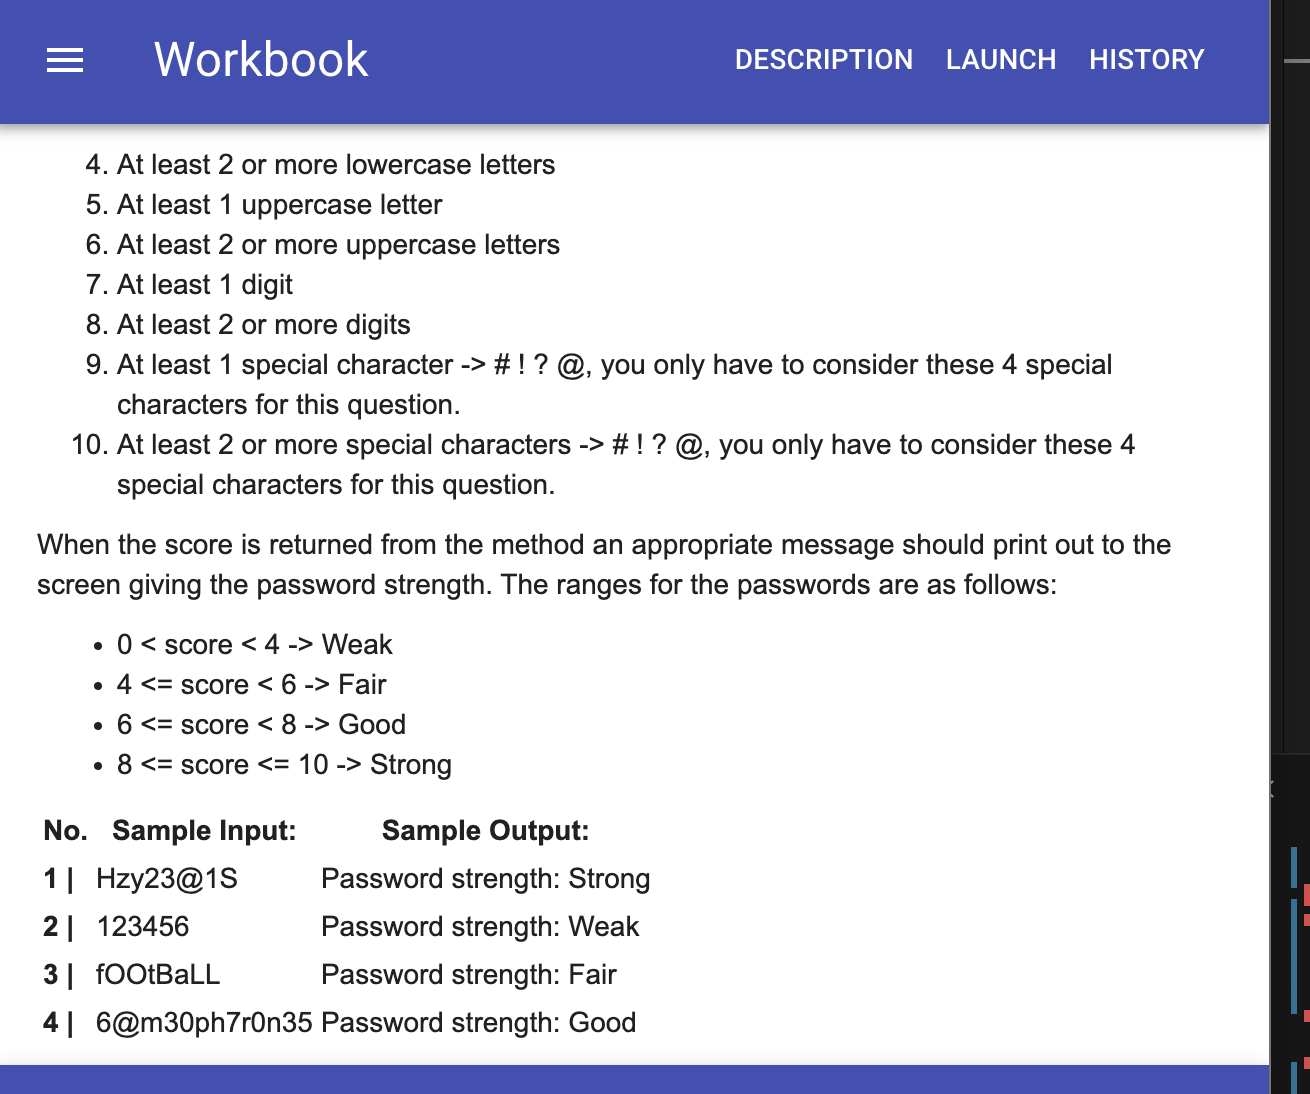 Workbook
DESCRIPTION LAUNCH HISTORY
4. At least 2 or more lowercase letters
5. At least 1 uppercase letter
6. At least 2 or more uppercase letters
7. At least 1 digit
8. At least 2 or more digits
9. At least 1 special character -> # ! ? @, you only have to consider these 4 special
characters for this question.
10. At least 2 or more special characters -> # ! ? @, you only have to consider these 4
special characters for this question.
When the score is returned from the method an appropriate message should print out to the
screen giving the password strength. The ranges for the passwords are as follows:
• 0 < score < 4 -> Weak
• 4 <= score < 6 -> Fair
• 6 <= score < 8 -> Good
• 8 <= score <= 10 -> Strong
No. Sample Input: Sample Output:
1 | Hzy23@1S Password strength: Strong
2 | 123456 Password strength: Weak
3 | fOOtBaLL Password strength: Fair
4 | 6@m30ph7r0n35 Password strength: Good